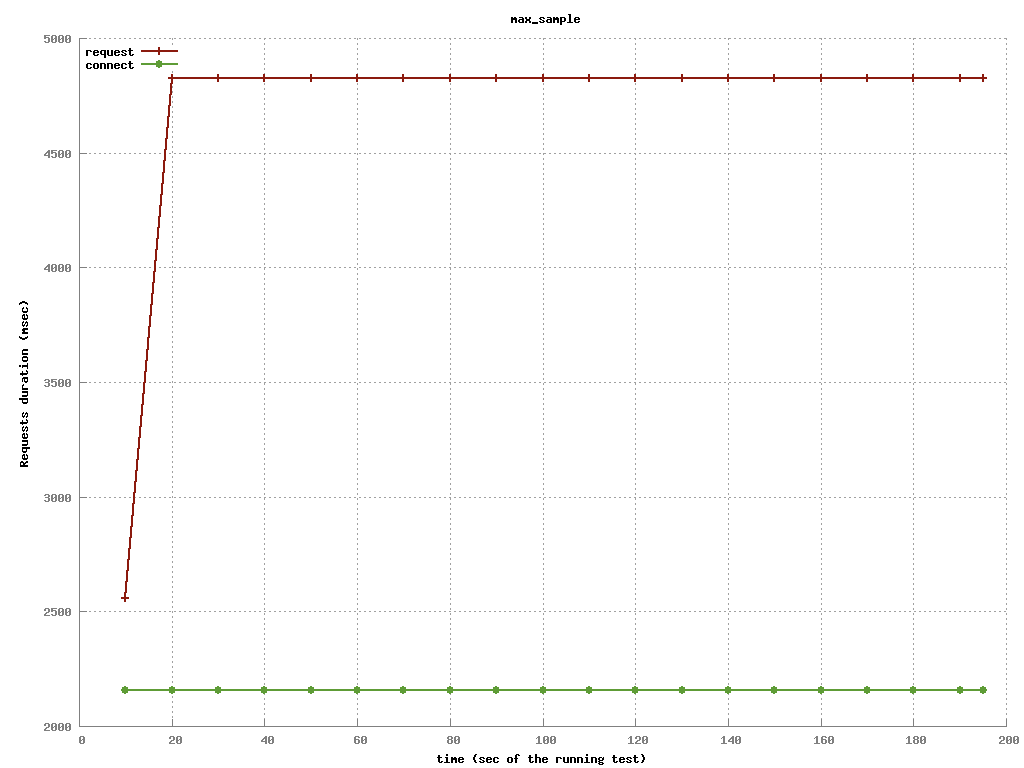 max_sample
5000
request
connect
4500
4000
3500
3000
2500
2000
Requests duration (msec)
0 20 40 60 80 100 120 140 160 180 200
time (sec of the running test)